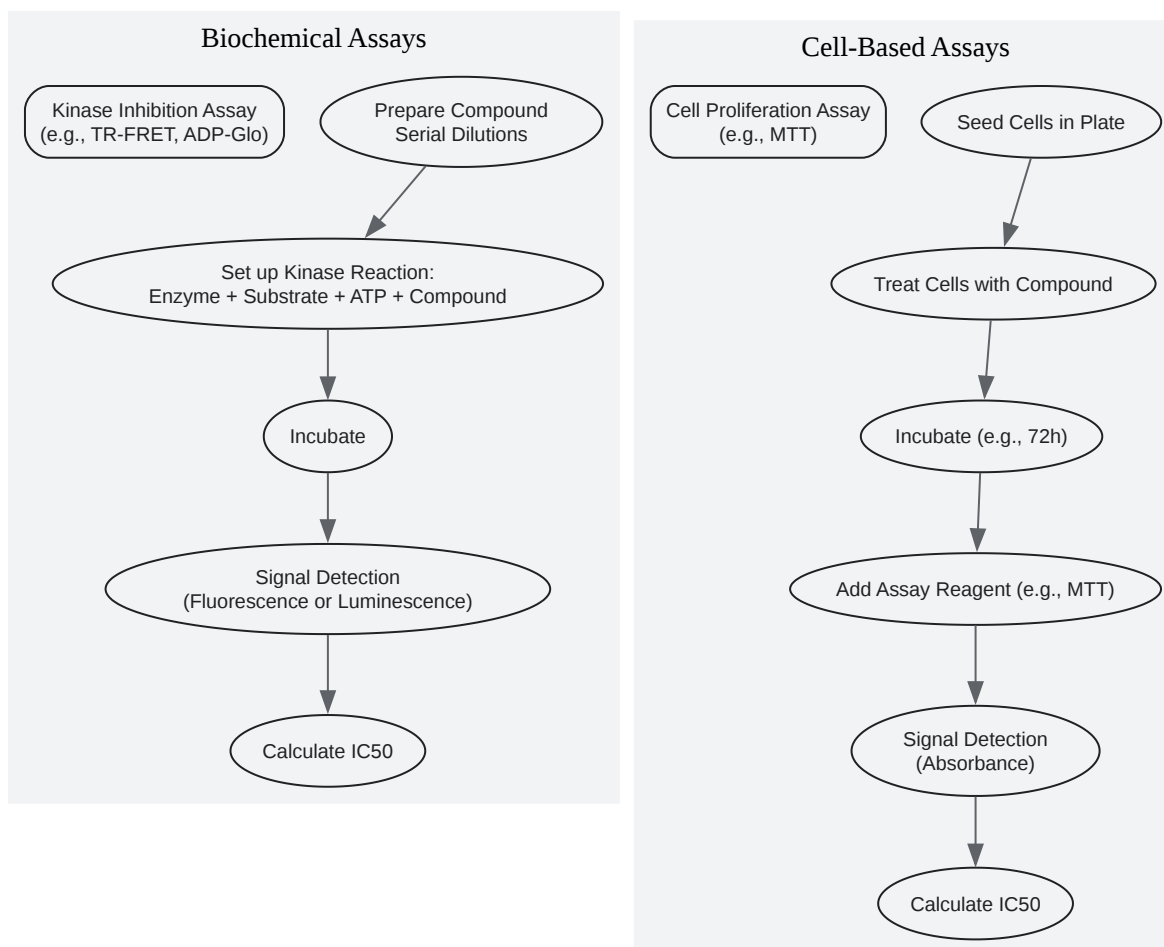 Biochemical Assays
Kinase Inhibition Assay
(e.g., TR-FRET, ADP-Glo)
Prepare Compound
Serial Dilutions
Set up Kinase Reaction:
Enzyme + Substrate + ATP + Compound
Incubate
Signal Detection
(Fluorescence or Luminescence)
Calculate IC50
Cell-Based Assays
Cell Proliferation Assay
(e.g., MTT)
Seed Cells in Plate
Treat Cells with Compound
Incubate (e.g., 72h)
Add Assay Reagent (e.g., MTT)
Signal Detection
(Absorbance)
Calculate IC50